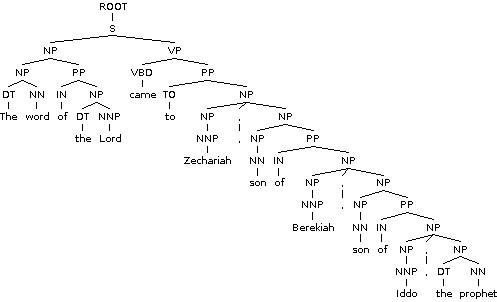 ROOT
S
NP VP
NP PP VBD PP
DT NN IN NP came TO NP
The word of DT NNP to NP , NP
the Lord NNP , NP PP
Zechariah NN IN NP
son of NP , NP
NNP , NP PP
Berekiah NN IN NP
son of NP , NP
NNP , DT NN
Iddo the prophet